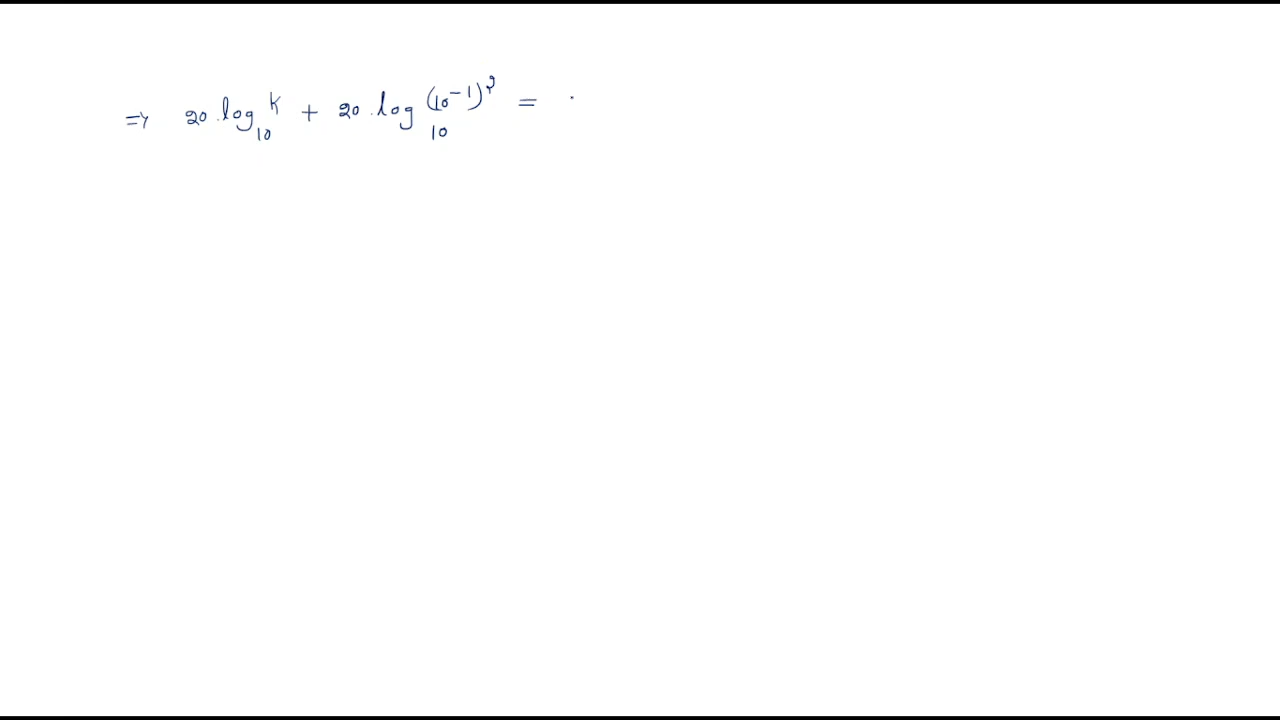 ⇒ 20 . log₁₀ K + 20 . log₁₀ (10⁻¹)² =